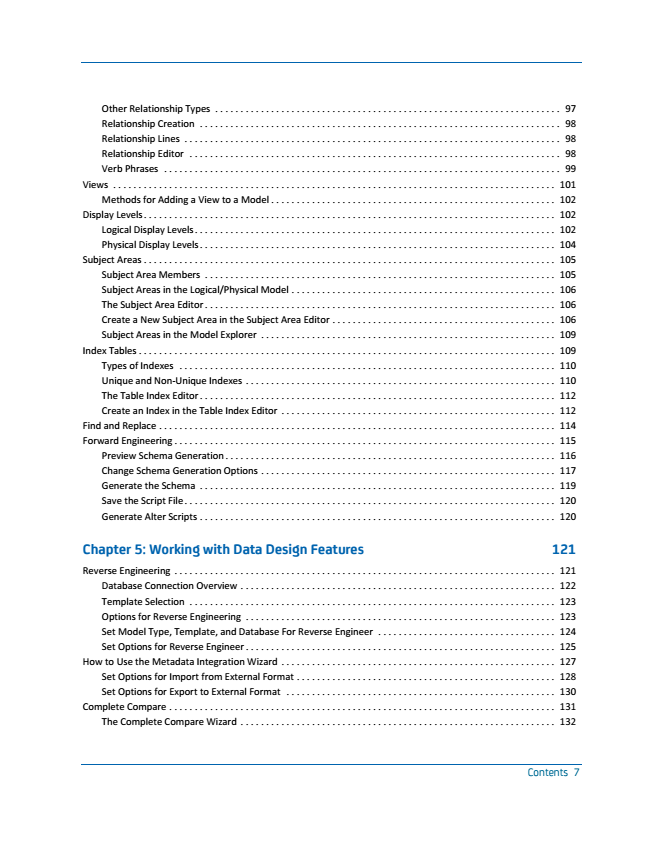 Other Relationship Types . . . . . . . . . . . . . . . . . . . . 97
Relationship Creation . . . . . . . . . . . . . . . . . . . . 98
Relationship Lines . . . . . . . . . . . . . . . . . . . . 98
Relationship Editor . . . . . . . . . . . . . . . . . . . . 98
Verb Phrases . . . . . . . . . . . . . . . . . . . . 99
Views . . . . . . . . . . . . . . . . . . . . 101
Methods for Adding a View to a Model . . . . . . . . . . . . . . . . . . . . 102
Display Levels . . . . . . . . . . . . . . . . . . . . 102
Logical Display Levels . . . . . . . . . . . . . . . . . . . . 102
Physical Display Levels . . . . . . . . . . . . . . . . . . . . 104
Subject Areas . . . . . . . . . . . . . . . . . . . . 105
Subject Area Members . . . . . . . . . . . . . . . . . . . . 105
Subject Areas in the Logical/Physical Model . . . . . . . . . . . . . . . . . . . . 106
The Subject Area Editor . . . . . . . . . . . . . . . . . . . . 106
Create a New Subject Area in the Subject Area Editor . . . . . . . . . . . . . . . . . . . . 106
Subject Areas in the Model Explorer . . . . . . . . . . . . . . . . . . . . 109
Index Tables . . . . . . . . . . . . . . . . . . . . 109
Types of Indexes . . . . . . . . . . . . . . . . . . . . 110
Unique and Non-Unique Indexes . . . . . . . . . . . . . . . . . . . . 110
The Table Index Editor . . . . . . . . . . . . . . . . . . . . 112
Create an Index in the Table Index Editor . . . . . . . . . . . . . . . . . . . . 112
Find and Replace . . . . . . . . . . . . . . . . . . . . 114
Forward Engineering . . . . . . . . . . . . . . . . . . . . 115
Preview Schema Generation . . . . . . . . . . . . . . . . . . . . 116
Change Schema Generation Options . . . . . . . . . . . . . . . . . . . . 117
Generate the Schema . . . . . . . . . . . . . . . . . . . . 119
Save the Script File . . . . . . . . . . . . . . . . . . . . 120
Generate Alter Scripts . . . . . . . . . . . . . . . . . . . . 120
Chapter 5: Working with Data Design Features 121
Reverse Engineering . . . . . . . . . . . . . . . . . . . . 121
Database Connection Overview . . . . . . . . . . . . . . . . . . . . 122
Template Selection . . . . . . . . . . . . . . . . . . . . 123
Options for Reverse Engineering . . . . . . . . . . . . . . . . . . . . 123
Set Model Type, Template, and Database For Reverse Engineer . . . . . . . . . . . . . . . . . . . . 124
Set Options for Reverse Engineer . . . . . . . . . . . . . . . . . . . . 125
How to Use the Metadata Integration Wizard . . . . . . . . . . . . . . . . . . . . 127
Set Options for Import from External Format . . . . . . . . . . . . . . . . . . . . 128
Set Options for Export to External Format . . . . . . . . . . . . . . . . . . . . 130
Complete Compare . . . . . . . . . . . . . . . . . . . . 131
The Complete Compare Wizard . . . . . . . . . . . . . . . . . . . . 132
Contents 7